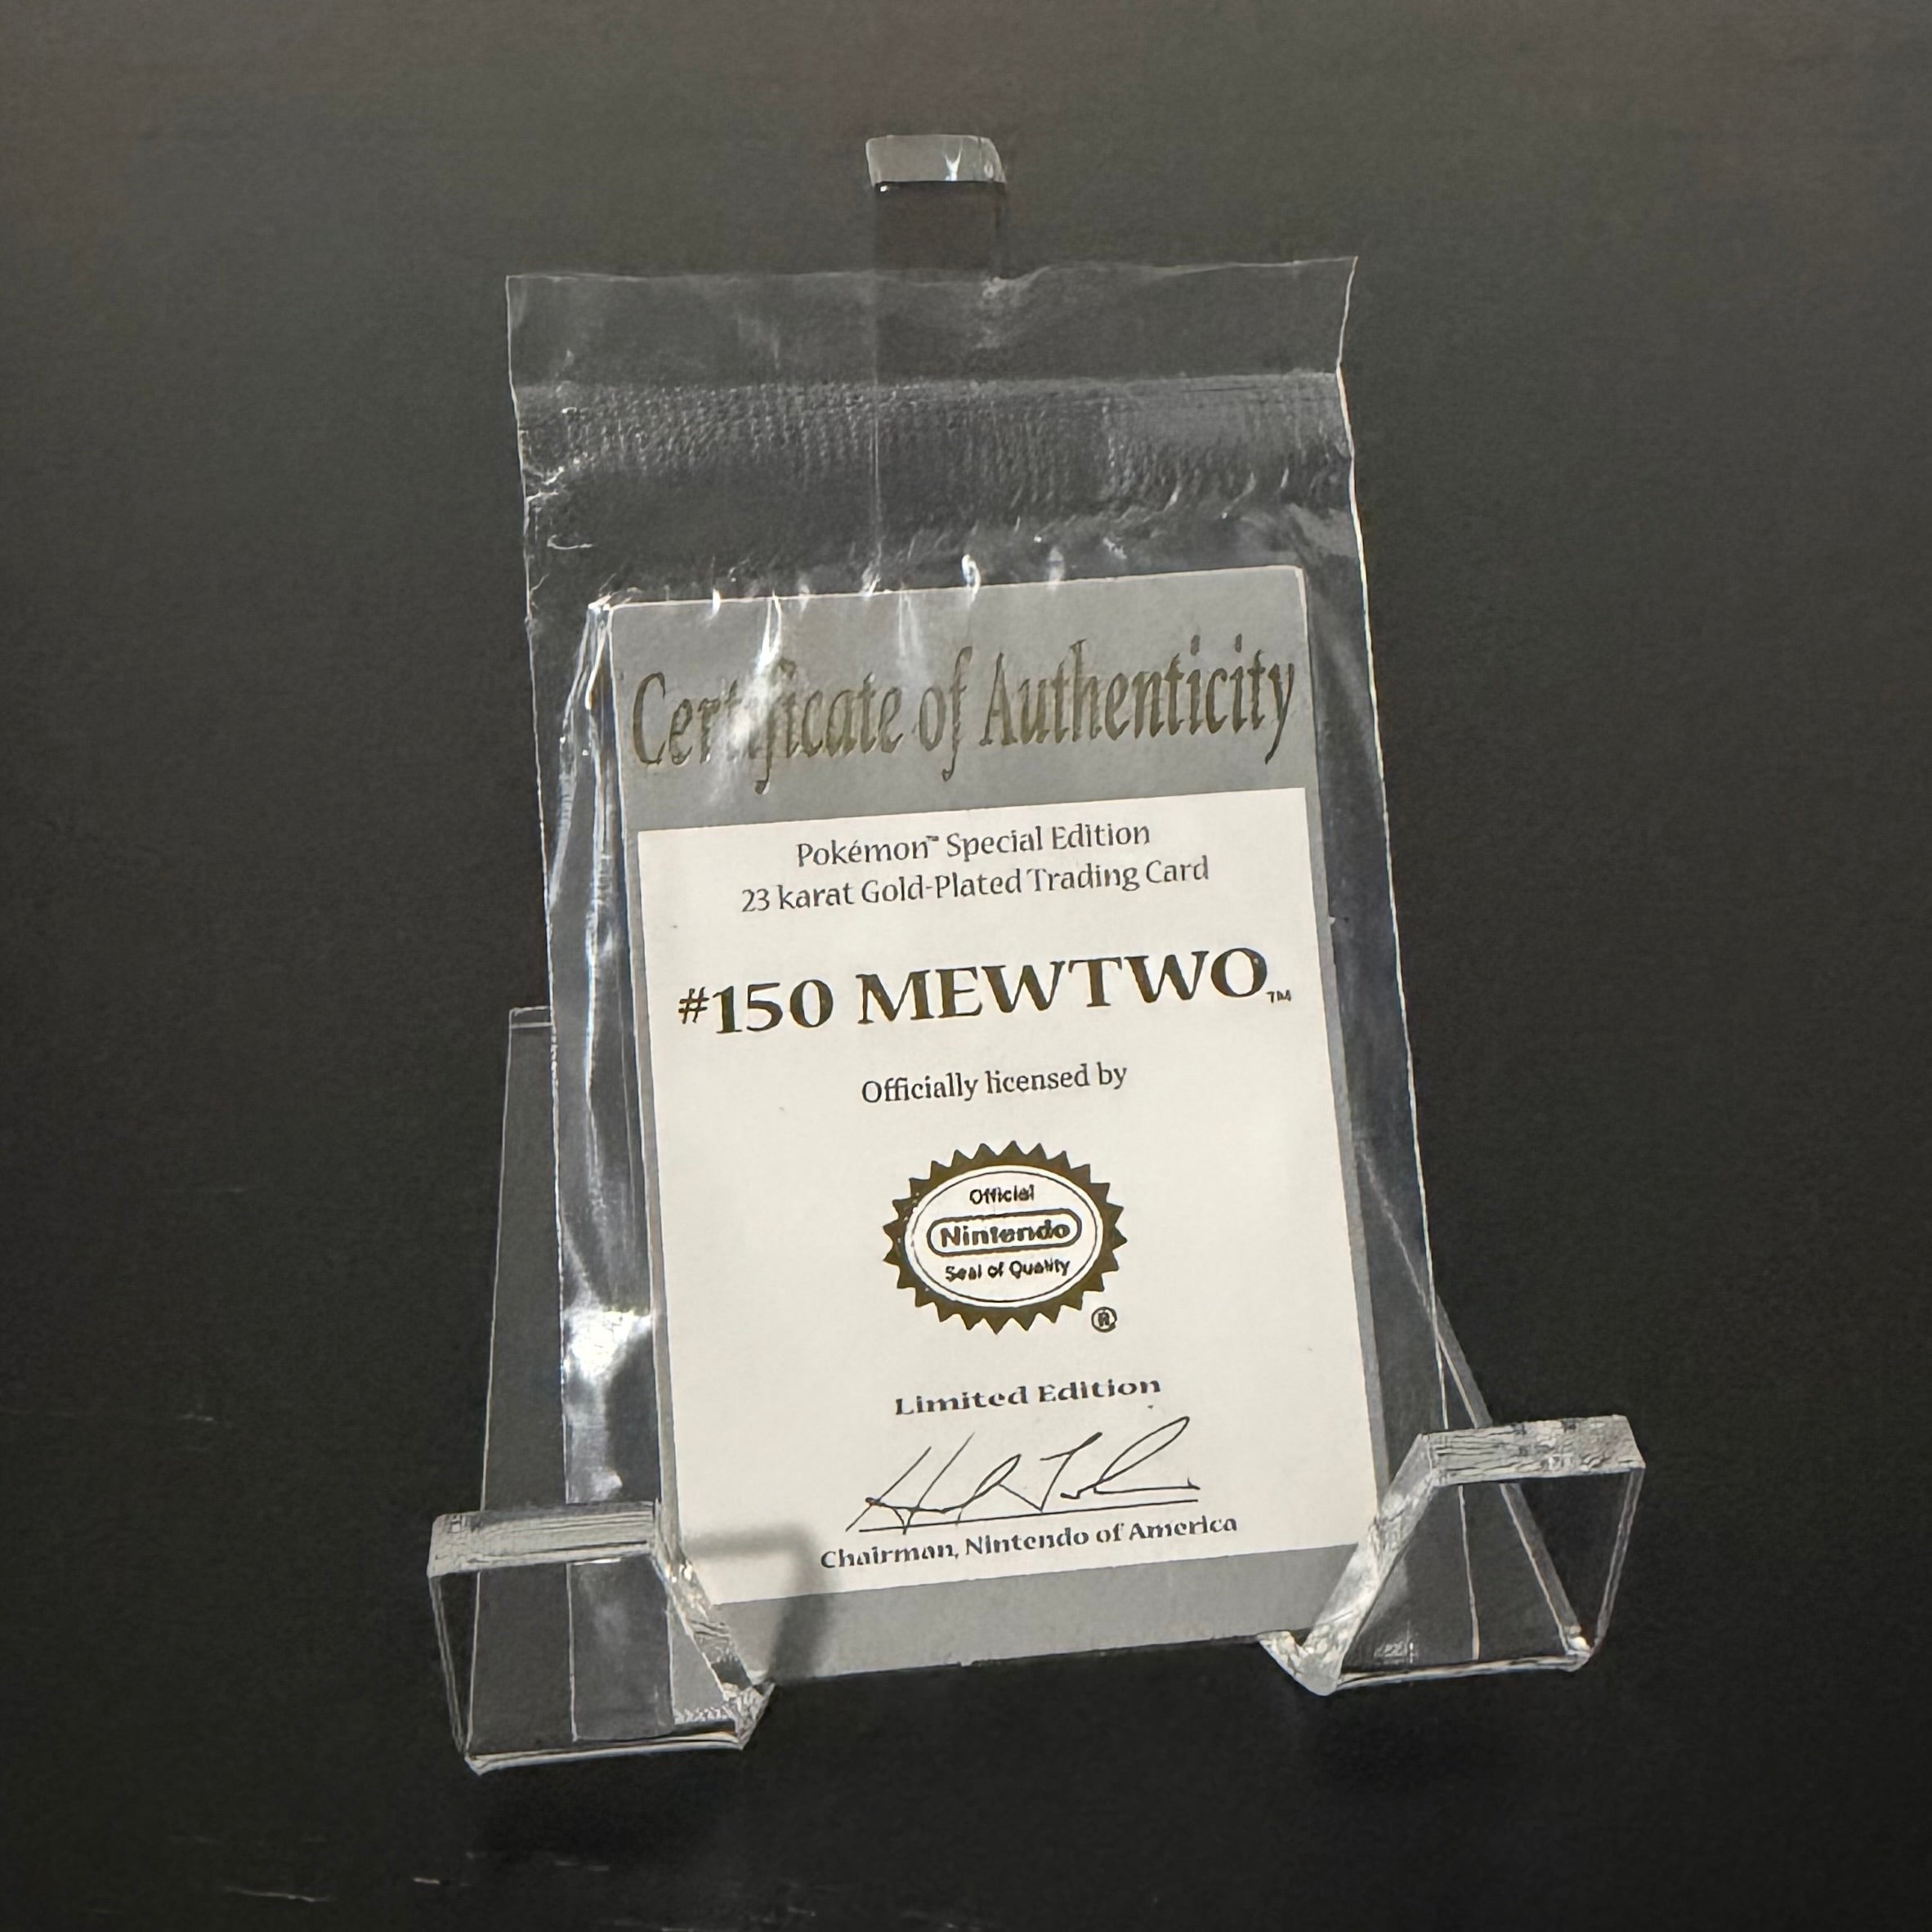 Certificate of Authenticity
Pokémon™ Special Edition
23 karat Gold-Plated Trading Card
#150 MEWTWO™
Officially licensed by
Official
Nintendo
Seal of Quality
®
Limited Edition
Chairman, Nintendo of America